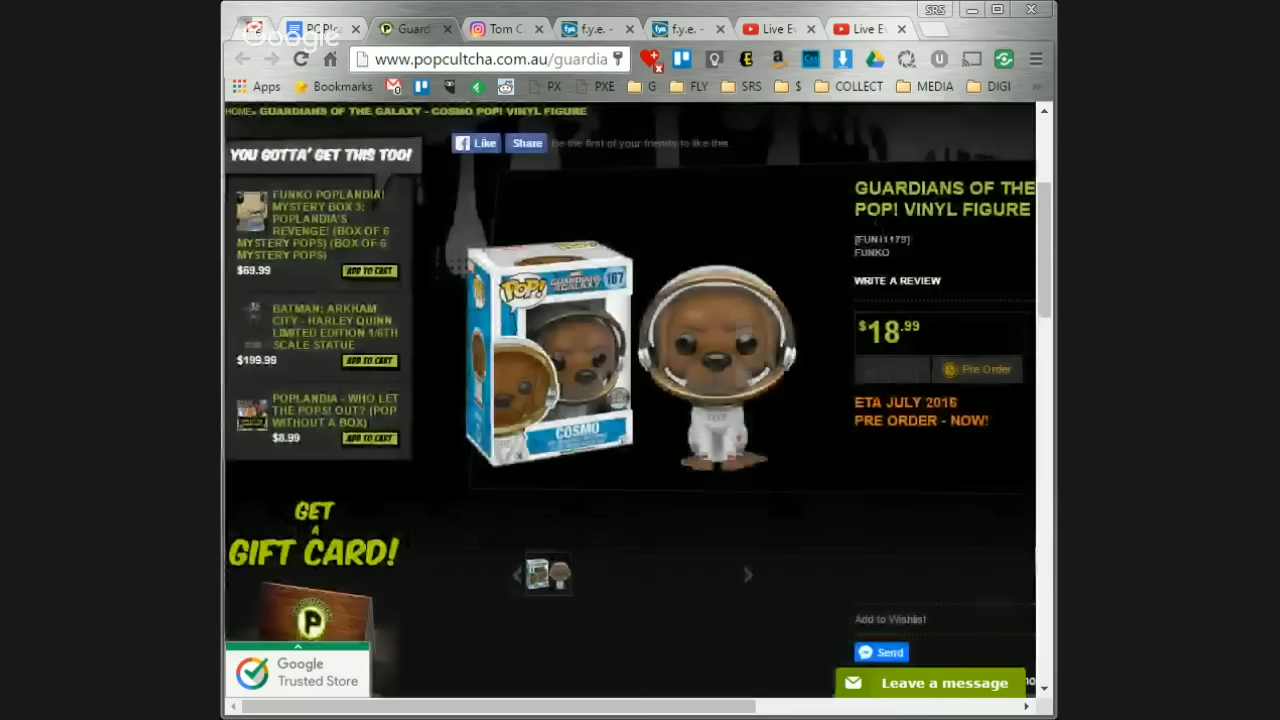 SRS
Google
Guard
Tom C
f.y.e. -
f.y.e. -
Live Ev
Live Ev
www.popcultcha.com.au/guardia
Apps
Bookmarks
PX
PXE
G
FLY
SRS
$
COLLECT
MEDIA
DIGI
HOME» GUARDIANS OF THE GALAXY - COSMO POP! VINYL FIGURE
YOU GOTTA' GET THIS TOO!
Like
Share
Be the first of your friends to like this.
FUNKO POPLANDIA!
MYSTERY BOX 3:
POPLANDIA'S
REVENGE! (BOX OF 6
MYSTERY POPS) (BOX OF 6
MYSTERY POPS)
$69.99
ADD TO CART
BATMAN: ARKHAM
CITY - HARLEY QUINN
LIMITED EDITION 1/6TH
SCALE STATUE
$199.99
ADD TO CART
POPLANDIA - WHO LET
THE POPS! OUT? (POP
WITHOUT A BOX)
$8.99
ADD TO CART
GET
A
GIFT CARD!
P
Google
Trusted Store
POP!
GUARDIANS
OF THE GALAXY
167
COSMO
GUARDIANS OF THE
POP! VINYL FIGURE
[FUN11179]
FUNKO
WRITE A REVIEW
$18.99
Pre Order
ETA JULY 2016
PRE ORDER - NOW!
Add to Wishlist
Send
Leave a message